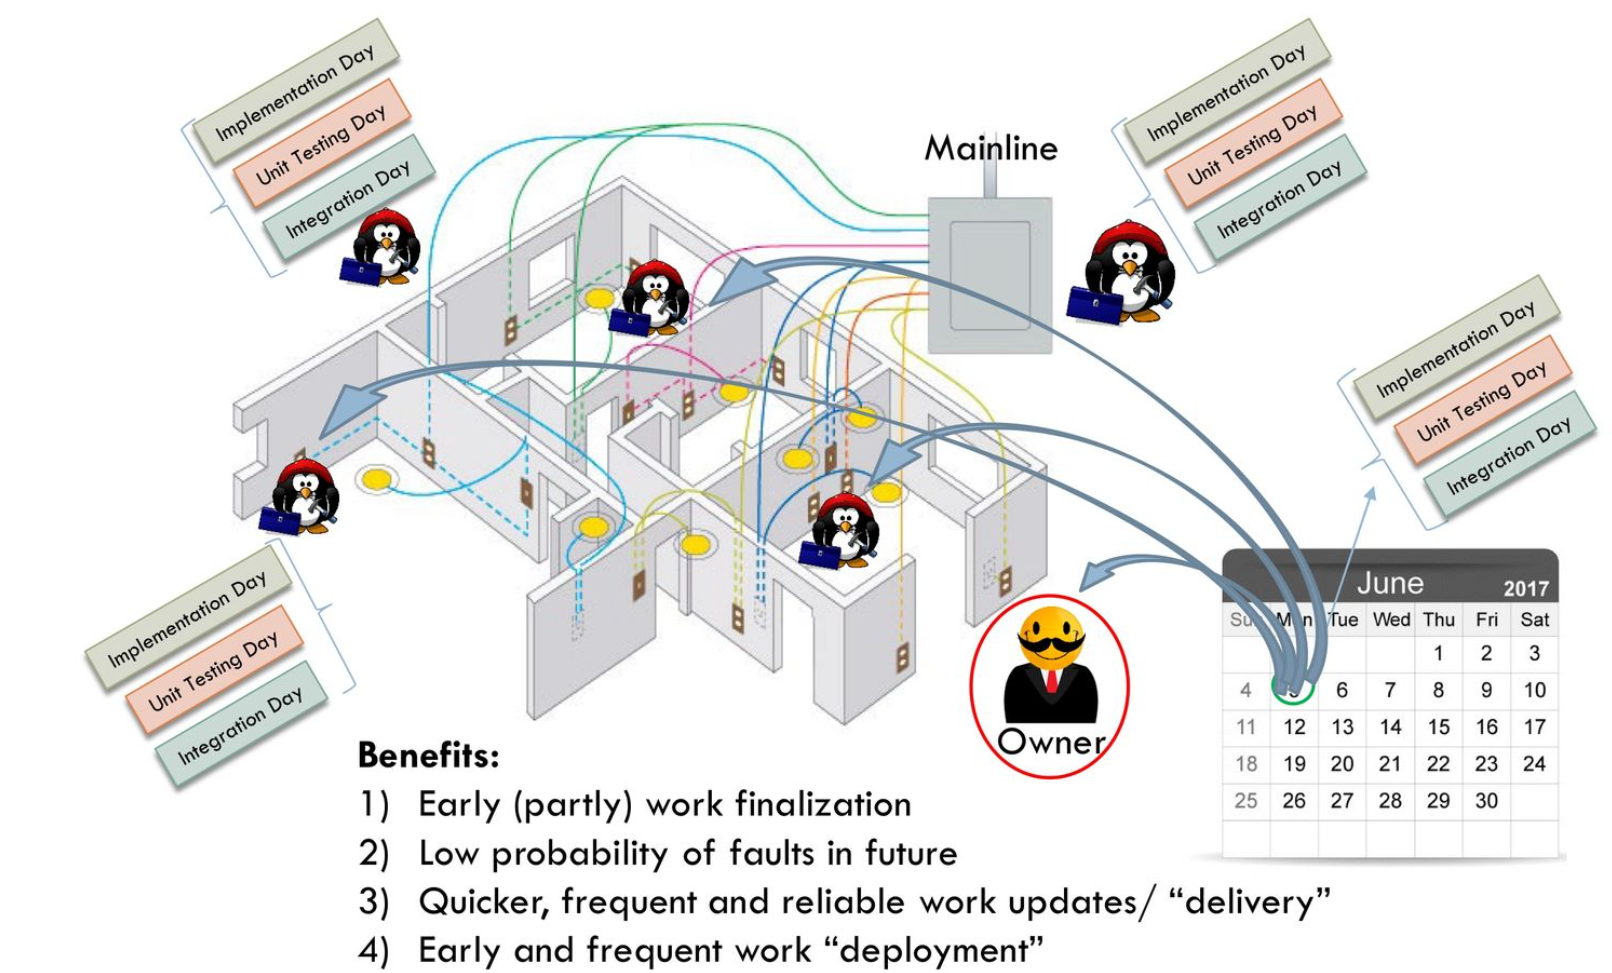 Implementation Day
Unit Testing Day
Integration Day
Mainline
Implementation Day
Unit Testing Day
Integration Day
Implementation Day
Unit Testing Day
Integration Day
Implementation Day
Unit Testing Day
Integration Day
Owner
June 2017
Mon Tue Wed Thu Fri Sat
1 2 3
4 6 7 8 9 10
11 12 13 14 15 16 17
18 19 20 21 22 23 24
25 26 27 28 29 30
Benefits:
1) Early (partly) work finalization
2) Low probability of faults in future
3) Quicker, frequent and reliable work updates/ “delivery”
4) Early and frequent work “deployment”